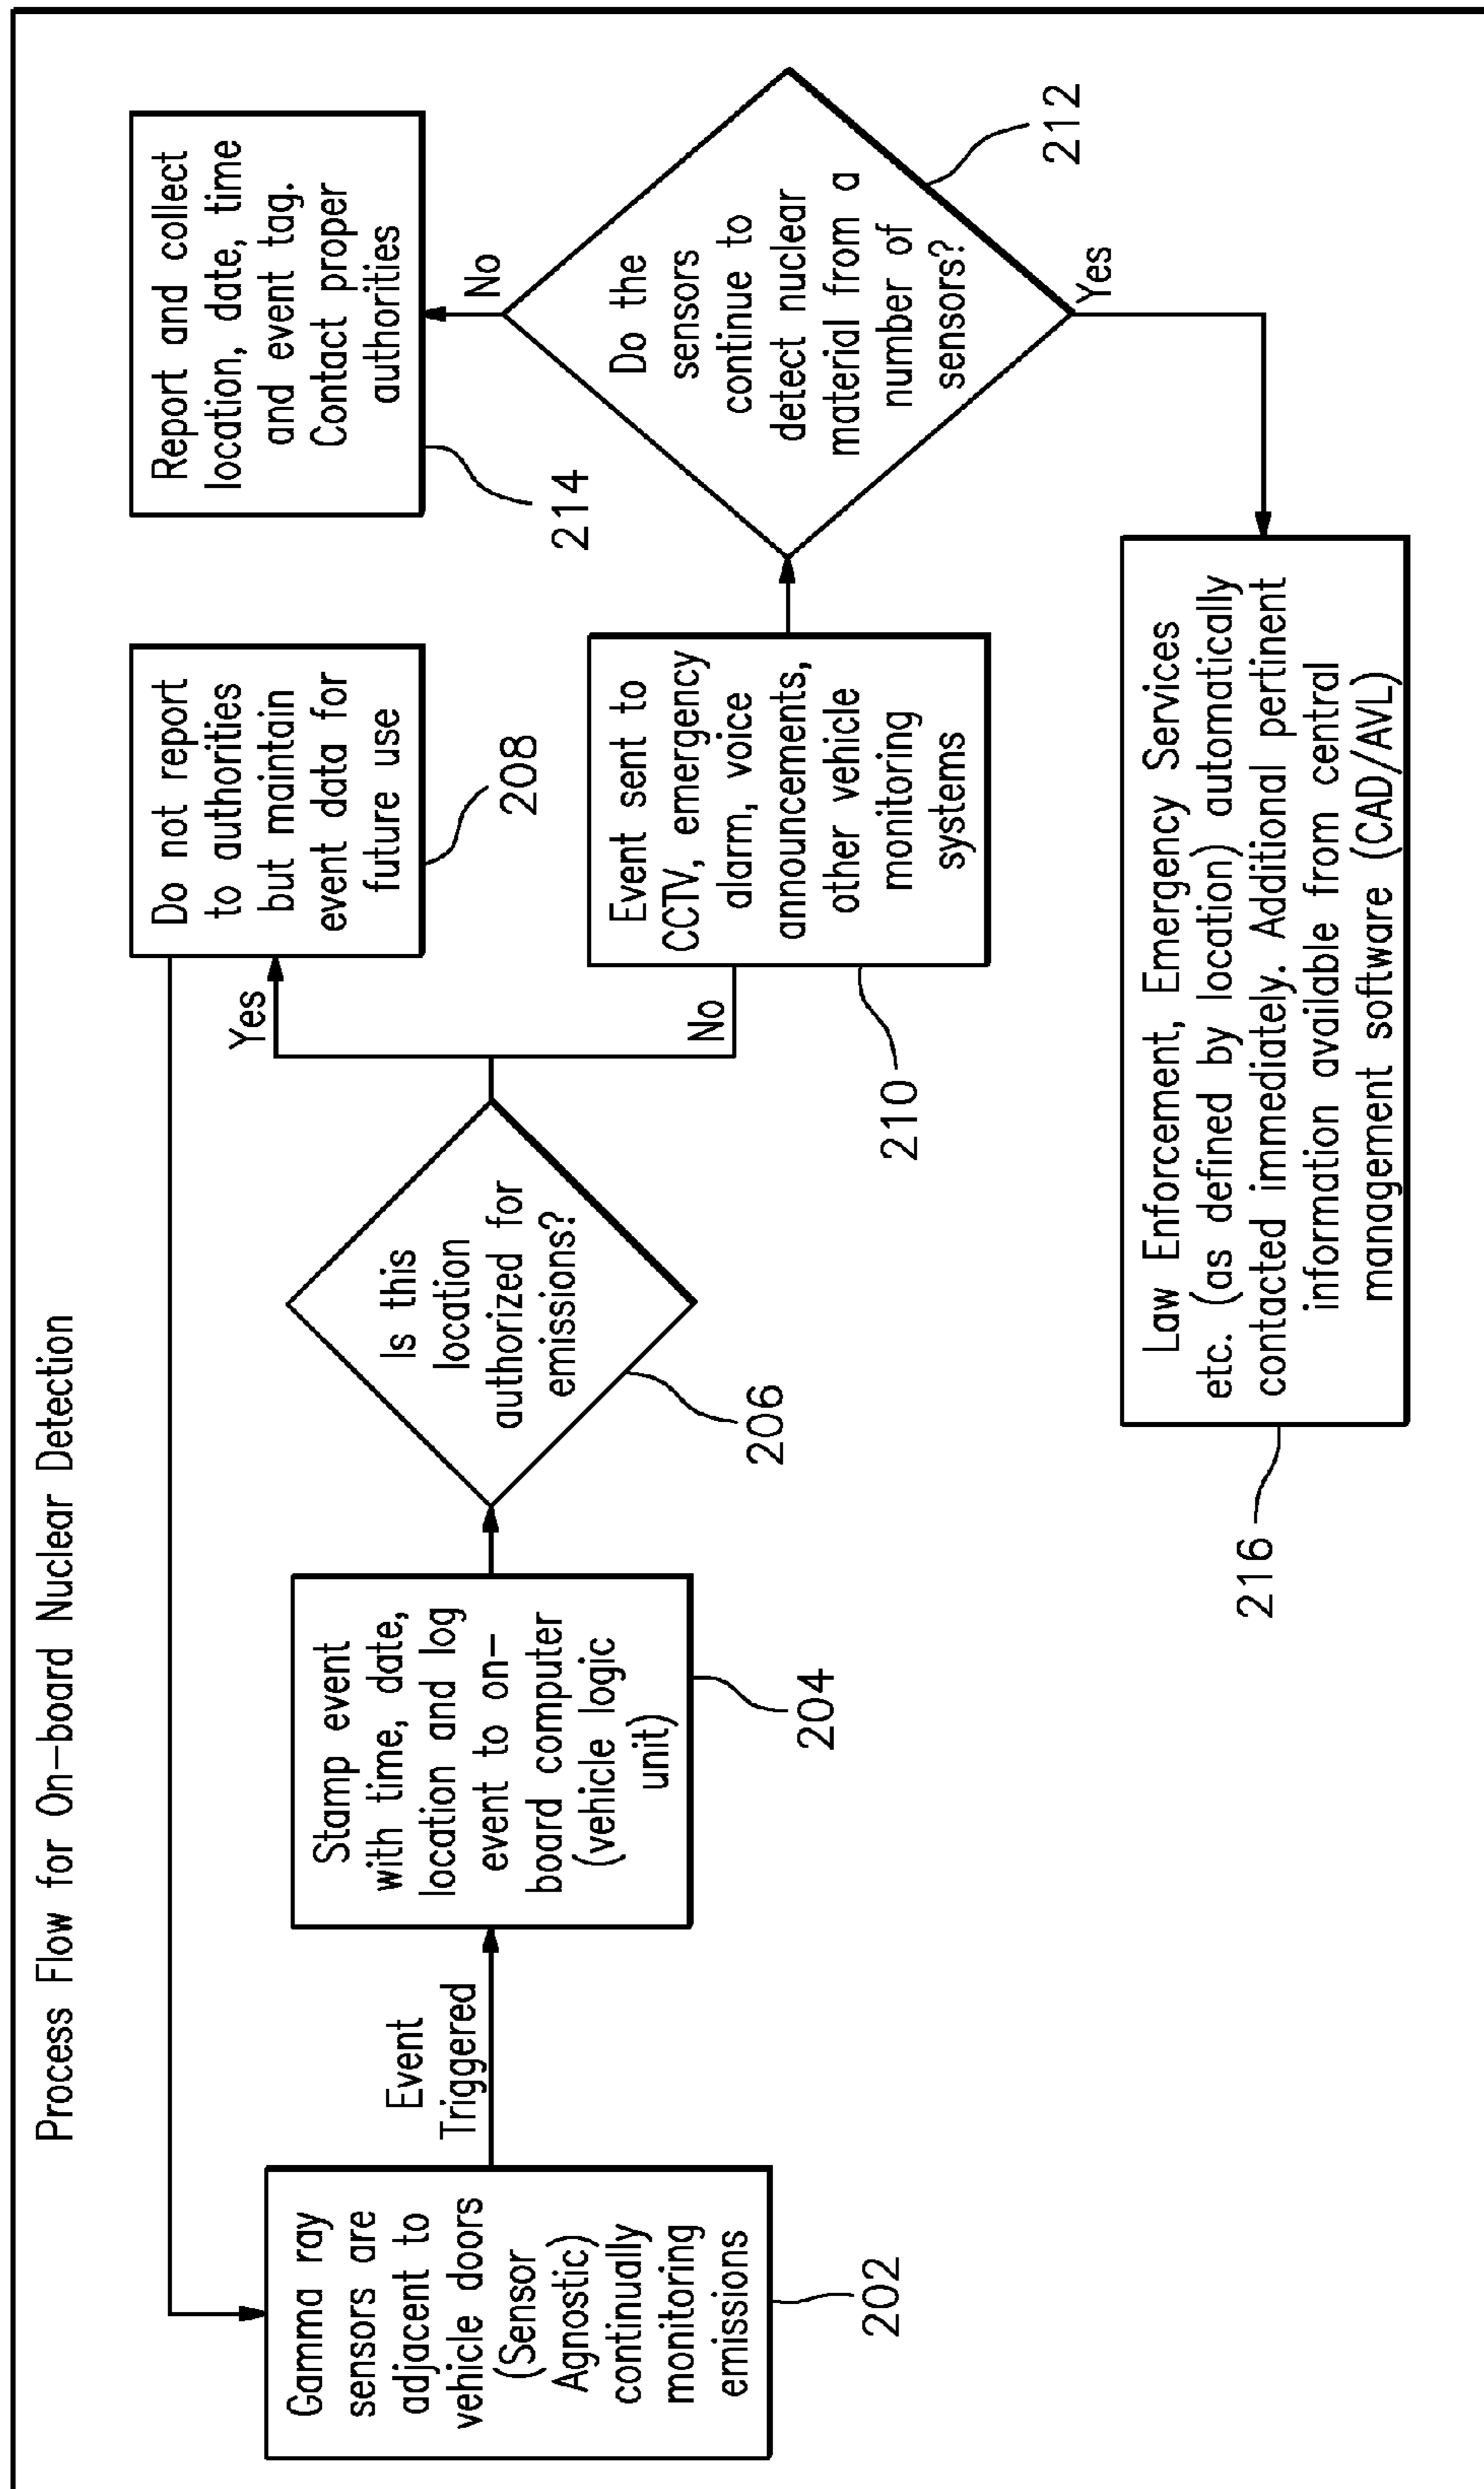 Process Flow for On-board Nuclear Detection
Gamma ray
sensors are
adjacent to
vehicle doors
(Sensor
Agnostic)
continually
monitoring
emissions
202
Event
Triggered
Stamp event
with time, date,
location and log
event to on-
board computer
(vehicle logic
unit)
204
Is this
location
authorized for
emissions?
206
Yes
Do not report
to authorities
but maintain
event data for
future use
208
No
Event sent to
CCTV, emergency
alarm, voice
announcements,
other vehicle
monitoring
systems
210
Do the
sensors
continue to
detect nuclear
material from a
number of
sensors?
212
No
Report and collect
location, date, time
and event tag.
Contact proper
authorities
214
Yes
Law Enforcement, Emergency Services
etc. (as defined by location) automatically
contacted immediately. Additional pertinent
information available from central
management software (CAD/AVL)
216